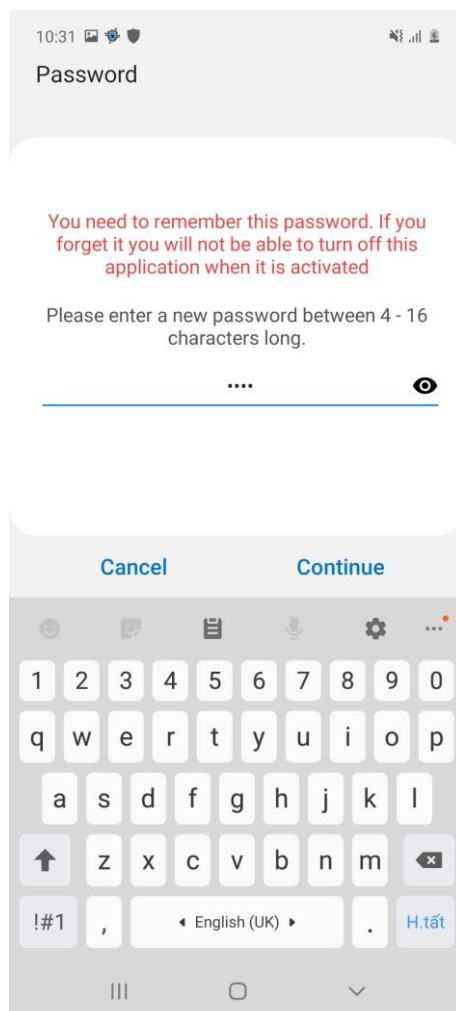 10:31
Password
You need to remember this password. If you
forget it you will not be able to turn off this
application when it is activated
Please enter a new password between 4 - 16
characters long.
••••
Cancel Continue
1 2 3 4 5 6 7 8 9 0
q w e r t y u i o p
a s d f g h j k l
z x c v b n m
!#1 , English (UK) . H.tất